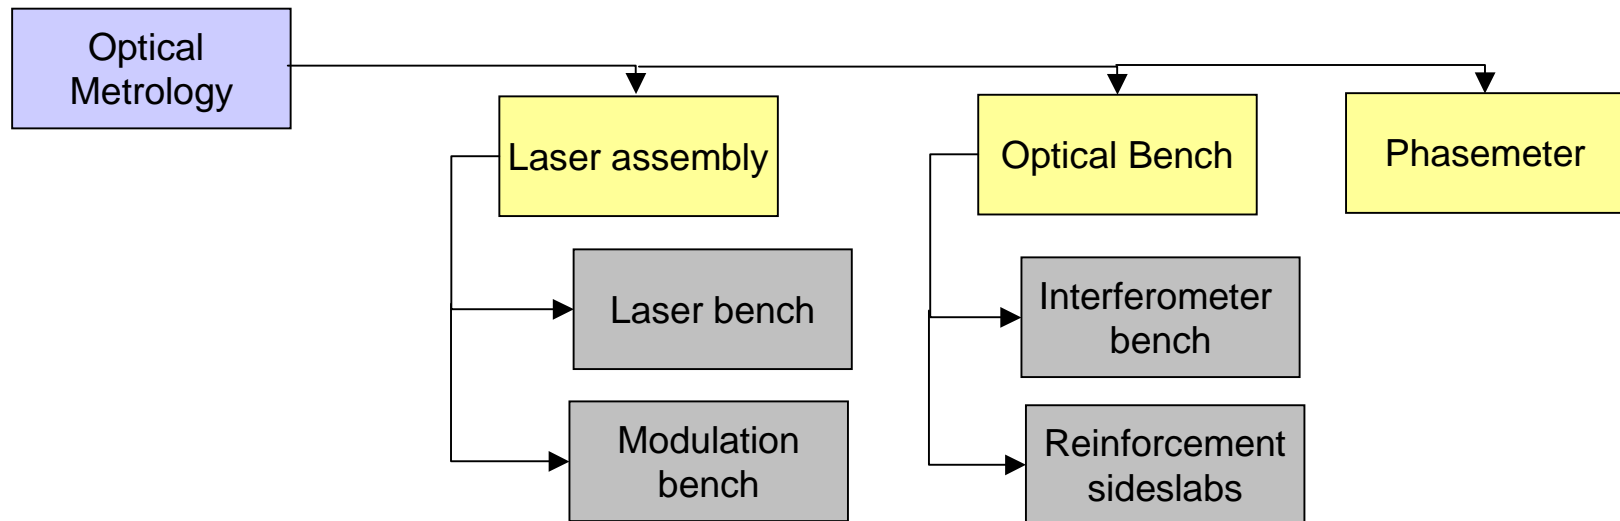 Optical
Metrology
Laser assembly
Optical Bench
Phasemeter
Laser bench
Interferometer
bench
Modulation
bench
Reinforcement
sideslabs